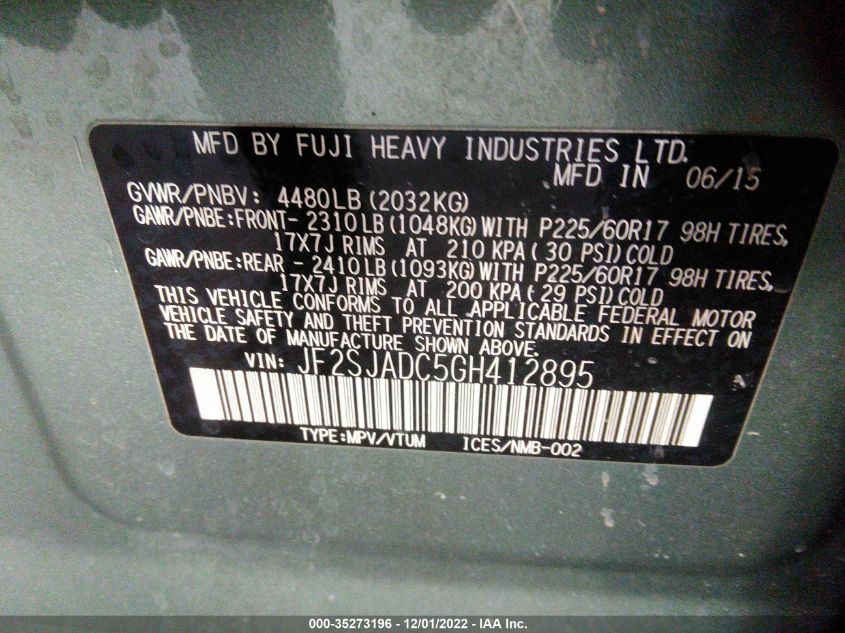 MFD BY FUJI HEAVY INDUSTRIES LTD.
MFD IN 06/15
GVWR/PNBV: 4480LB (2032KG)
GAWR/PNBE:FRONT- 2310LB (1048KG) WITH P225/60R17 98H TIRES,
17X7J RIMS AT 210 KPA ( 30 PSI) COLD
GAWR/PNBE:REAR - 2410LB (1093KG) WITH P225/60R17 98H TIRES,
17X7J RIMS AT 200 KPA ( 29 PSI) COLD
THIS VEHICLE CONFORMS TO ALL APPLICABLE FEDERAL MOTOR
VEHICLE SAFETY AND THEFT PREVENTION STANDARDS IN EFFECT ON
THE DATE OF MANUFACTURE SHOWN ABOVE.
VIN: JF2SJADC5GH412895
TYPE:MPV/VTUM ICES/NMB-002
000-35273196 - 12/01/2022 - IAA Inc.